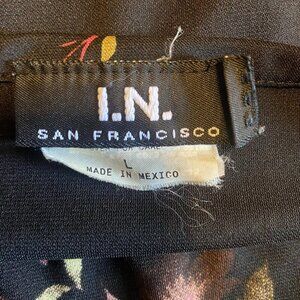 I.N.
SAN FRANCISCO
L
MADE IN MEXICO